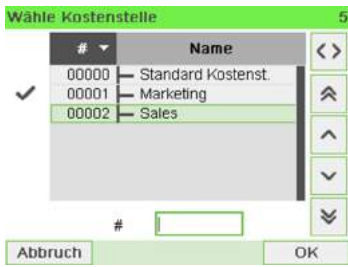 Wähle Kostenstelle 5
# Name
00000 Standard Kostenst.
00001 Marketing
00002 Sales
#
Abbruch OK